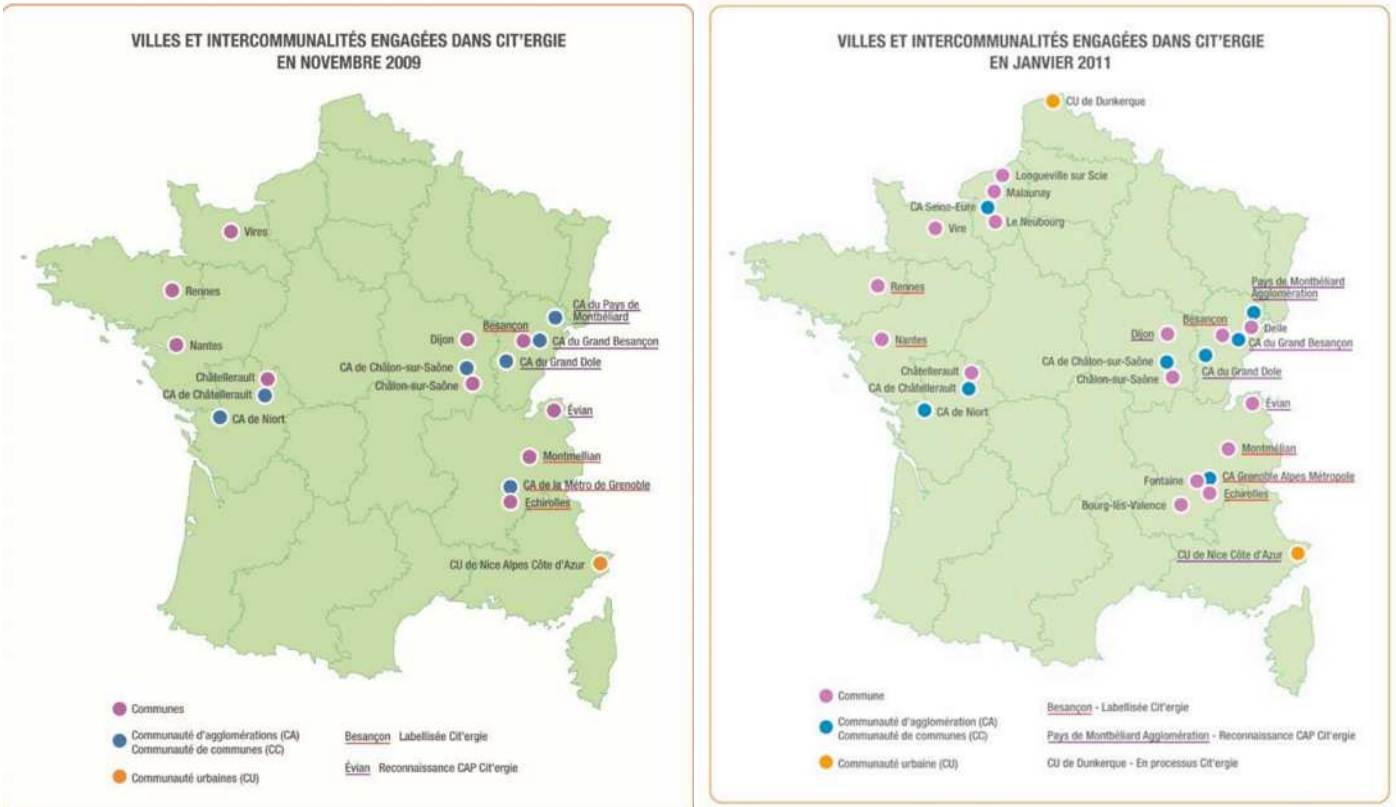 VILLES ET INTERCOMMUNALITÉS ENGAGÉES DANS CIT'ERGIE
EN NOVEMBRE 2009
Vires
Rennes
CA du Pays de
Montbéliard
Nantes
Dijon
Besançon
CA du Grand Besançon
CA de Châlon-sur-Saône
CA du Grand Dole
Châtellerault
Châlon-sur-Saône
CA de Châtellerault
CA de Niort
Évian
Montmellian
CA de la Métro de Grenoble
Echirolles
CU de Nice Alpes Côte d'Azur
Communes
Communauté d'agglomérations (CA)
Communauté de communes (CC)
Communauté urbaines (CU)
Besançon Labellisée Cit'ergie
Évian Reconnaissance CAP Cit'ergie
VILLES ET INTERCOMMUNALITÉS ENGAGÉES DANS CIT'ERGIE
EN JANVIER 2011
CU de Dunkerque
Longueville sur Scie
Malaunay
CA Seine-Eure
Le Neubourg
Vire
Rennes
Pays de Montbéliard
Agglomération
Nantes
Dijon
Besançon
Delle
CA du Grand Besançon
CA de Châlon-sur-Saône
CA du Grand Dole
Châtellerault
Châlon-sur-Saône
CA de Châtellerault
CA de Niort
Évian
Montmélian
CA Grenoble Alpes Métropole
Fontaine
Echirolles
Bourg-lès-Valence
CU de Nice Côte d'Azur
Commune
Communauté d'agglomération (CA)
Communauté de communes (CC)
Communauté urbaine (CU)
Besançon - Labellisée Cit'ergie
Pays de Montbéliard Agglomération - Reconnaissance CAP Cit'ergie
CU de Dunkerque - En processus Cit'ergie